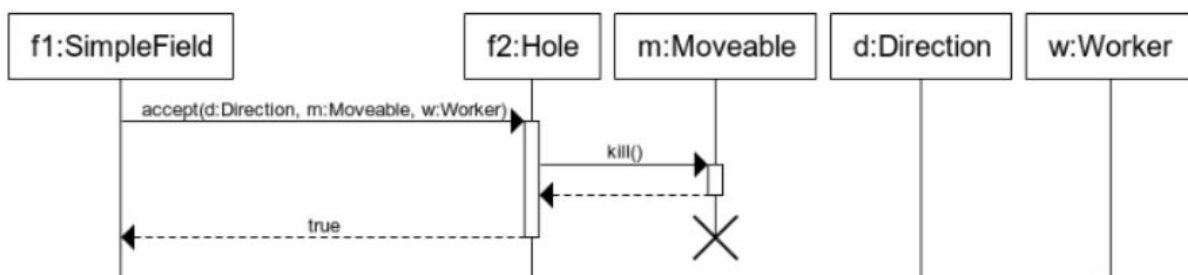 f1:SimpleField
f2:Hole
m:Moveable
d:Direction
w:Worker
accept(d:Direction, m:Moveable, w:Worker)
kill()
true